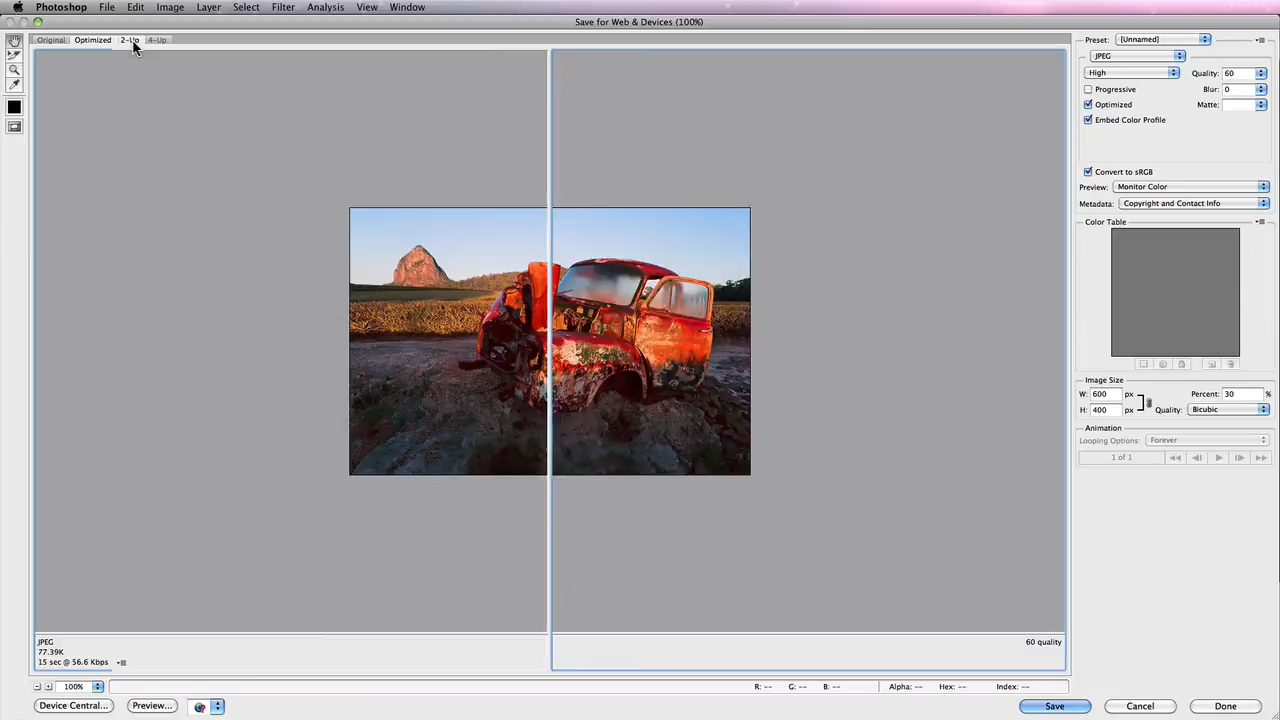 Photoshop File Edit Image Layer Select Filter Analysis View Window
Save for Web & Devices (100%)
Original Optimized 2-Up 4-Up
Preset: [Unnamed]
JPEG
High Quality: 60
Progressive Blur: 0
Optimized Matte:
Embed Color Profile
Convert to sRGB
Preview: Monitor Color
Metadata: Copyright and Contact Info
Color Table
Image Size
W: 600 px Percent: 30 %
H: 400 px Quality: Bicubic
Animation
Looping Options: Forever
1 of 1
JPEG 60 quality
77.39K
15 sec @ 56.6 Kbps
100% R: -- G: -- B: -- Alpha: -- Hex: -- Index: --
Device Central... Preview... Save Cancel Done